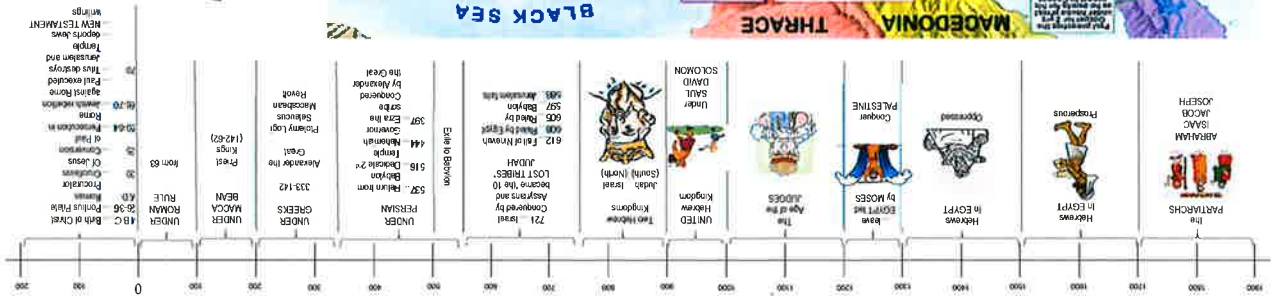 1900 1800 1700 1600 1500 1400 1300 1200 1100 1000 900 800 700 600 500 400 300 200 100 0 100 200
the
PARTIARCHS
ABRAHAM
ISAAC
JACOB
JOSEPH
Hebrews
in EGYPT
Prosperous
Hebrews
in EGYPT
Oppressed
leave
EGYPT led
by MOSES
Conquer
PALESTINE
The
Age of the
JUDGES
UNITED
Hebrew
Kingdom
Under
SAUL
DAVID
SOLOMON
Two Hebrew
Kingdoms
Judah Israel
(South) (North)
721 Israel
Conquered by
Assyrians and
became 'the 10
LOST TRIBES'.
JUDAH
612 Fall of Nineveh
608 Ruled by Egypt
605 Ruled by
597 Babylon
586 Jerusalem falls
Exile to Babylon
UNDER
PERSIAN
537 Return from
Babylon
516 Dedicate 2nd
Temple
444 Nehemiah
Governor
397 Ezra the
scribe
Conquered
by Alexander
the Great
UNDER
GREEKS
333-142
Alexander the
Great
Ptolemy Logi
Seleucus
Maccabean
Revolt
UNDER
MACCA
BEAN
Priest
Kings
(142-63)
UNDER
ROMAN
RULE
from 63
4 B.C Birth of Christ
26-36 Pontius Pilate
A.D Roman
Procurator
30 Crucifixion
Of Jesus
35 Conversion
of Paul
60-64 Persecution in
Rome
66-70 Jewish rebellion
against Rome
Paul executed
70 Titus destroys
Jerusalem and
Temple
deports Jews
NEW TESTAMENT
writings
MACEDONIA
THRACE
BLACK SEA